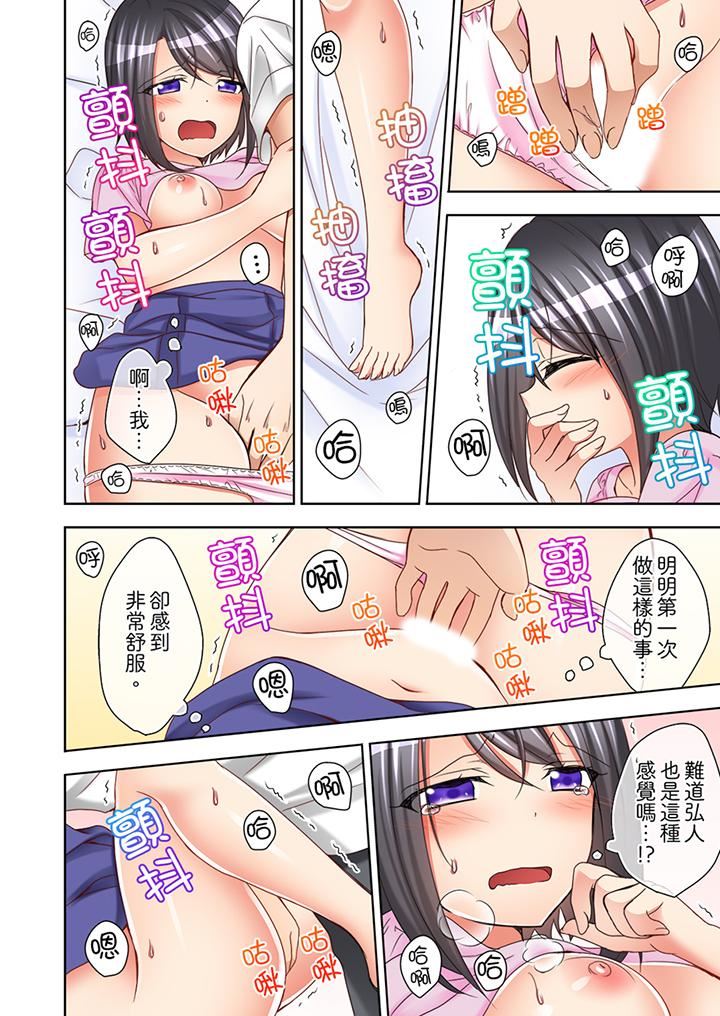 哈
嗯
哈
蹭
蹭
蹭
嗚
呼啊
哈
顫抖
顫抖
啊
抽搐
抽搐
嗯
嗚
哈
哈
哈
顫抖
顫抖
…
啊
咕啾
咕啾
啊…我…
哈
明明第一次
做這樣的事…
顫抖
咕啾
咕啾
啊
咕啾
顫抖
嗯
卻感到
非常舒服。
呼
難道弘人
也是這種
感覺嗎…!?
哈
哈啊
啊
哈
顫抖
咕啾
咕啾
嗯